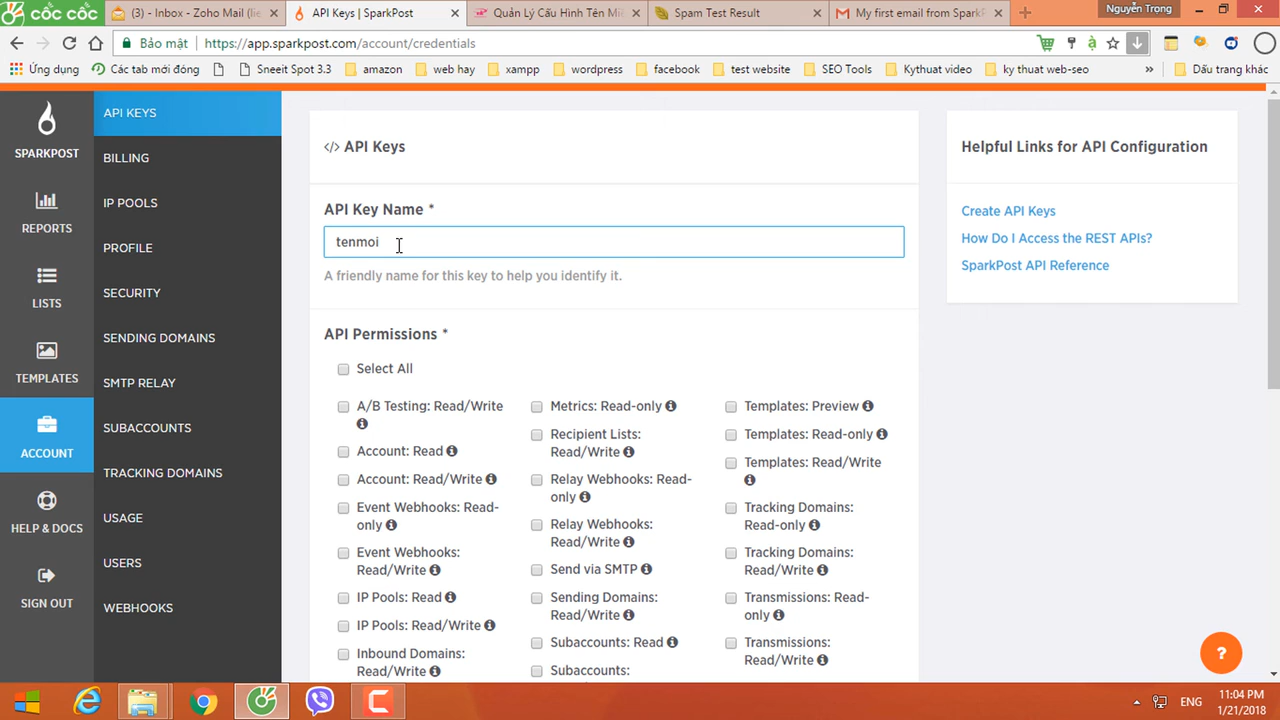 cốc cốc
(3) - Inbox - Zoho Mail (lie
API Keys | SparkPost
Quản Lý Cấu Hình Tên Mi
Spam Test Result
My first email from SparkP
Nguyễn Trọng
Bảo mật
https://app.sparkpost.com/account/credentials
Ứng dụng
Các tab mới đóng
Sneeit Spot 3.3
amazon
web hay
xampp
wordpress
facebook
test website
SEO Tools
Kythuat video
ky thuat web-seo
»
Dấu trang khác
SPARKPOST
REPORTS
LISTS
TEMPLATES
ACCOUNT
HELP & DOCS
SIGN OUT
API KEYS
BILLING
IP POOLS
PROFILE
SECURITY
SENDING DOMAINS
SMTP RELAY
SUBACCOUNTS
TRACKING DOMAINS
USAGE
USERS
WEBHOOKS
</> API Keys
API Key Name *
tenmoi
A friendly name for this key to help you identify it.
API Permissions *
Select All
A/B Testing: Read/Write
Account: Read
Account: Read/Write
Event Webhooks: Read-
only
Event Webhooks:
Read/Write
IP Pools: Read
IP Pools: Read/Write
Inbound Domains:
Read/Write
Metrics: Read-only
Recipient Lists:
Read/Write
Relay Webhooks: Read-
only
Relay Webhooks:
Read/Write
Send via SMTP
Sending Domains:
Read/Write
Subaccounts: Read
Subaccounts:
Templates: Preview
Templates: Read-only
Templates: Read/Write
Tracking Domains:
Read-only
Tracking Domains:
Read/Write
Transmissions: Read-
only
Transmissions:
Read/Write
Helpful Links for API Configuration
Create API Keys
How Do I Access the REST APIs?
SparkPost API Reference
?
ENG
11:04 PM
1/21/2018